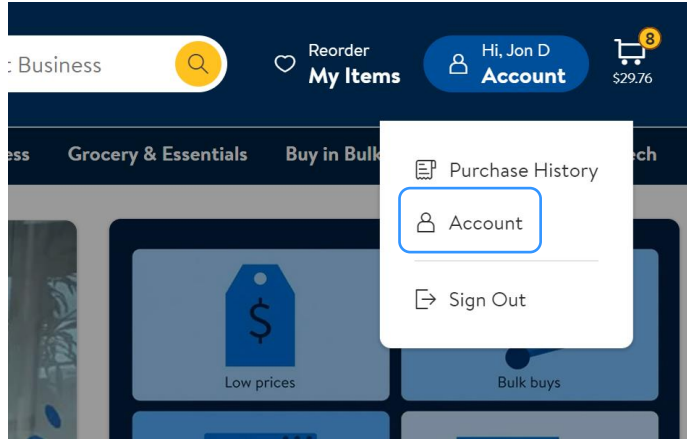 Business
Reorder
My Items
Hi, Jon D
Account
8
$29.76
Grocery & Essentials
Buy in Bulk
Purchase History
Account
Sign Out
$
Low prices
Bulk buys